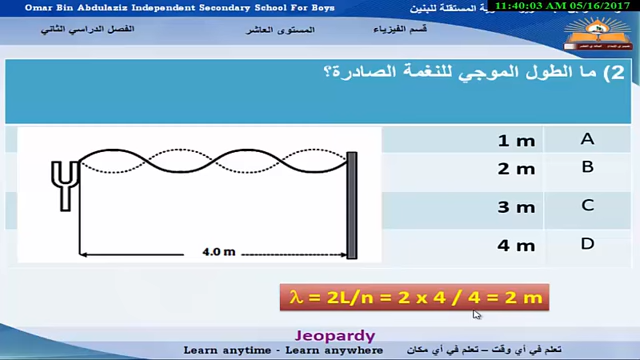 Omar Bin Abdulaziz Independent Secondary School For Boys
11:40:03 AM 05/16/2017
المستقلة للبنين
قسم الفيزياء
المستوى العاشر
الفصل الدراسي الثاني
2) ما الطول الموجي للنغمة الصادرة؟
1 m A
2 m B
3 m C
4 m D
4.0 m
λ = 2L/n = 2 x 4 / 4 = 2 m
Jeopardy
Learn anytime - Learn anywhere
تعلم في أي وقت – تعلم في أي مكان